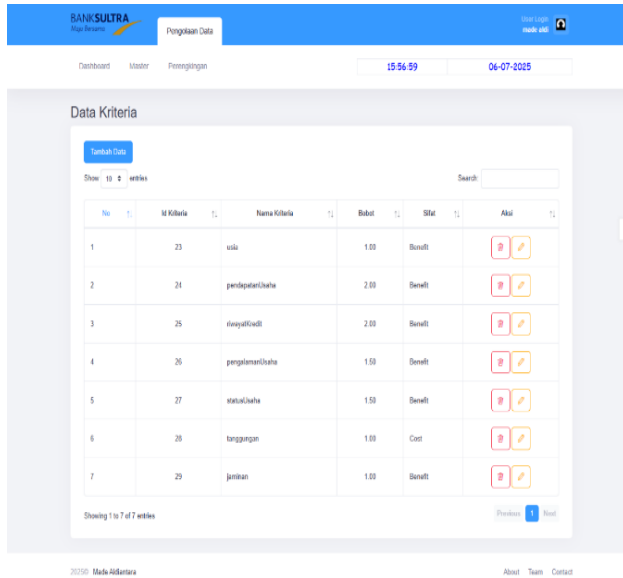 BANKSULTRA
Maju Bersama
Pengolaan Data
User Login
made aldi
Dashboard Master Perengkingan 15:56:59 06-07-2025
Data Kriteria
Tambah Data
Show 10 entries Search
No Id Kriteria Nama Kriteria Bobot Sifat Aksi
1 23 usia 1.00 Benefit
2 24 pendapatanUsaha 2.00 Benefit
3 25 riwayatKredit 2.00 Benefit
4 26 pengalamanUsaha 1.50 Benefit
5 27 statusUsaha 1.50 Benefit
6 28 tanggungan 1.00 Cost
7 29 jaminan 1.00 Benefit
Showing 1 to 7 of 7 entries Previous 1 Next
Made Aldiantara About Team Contact